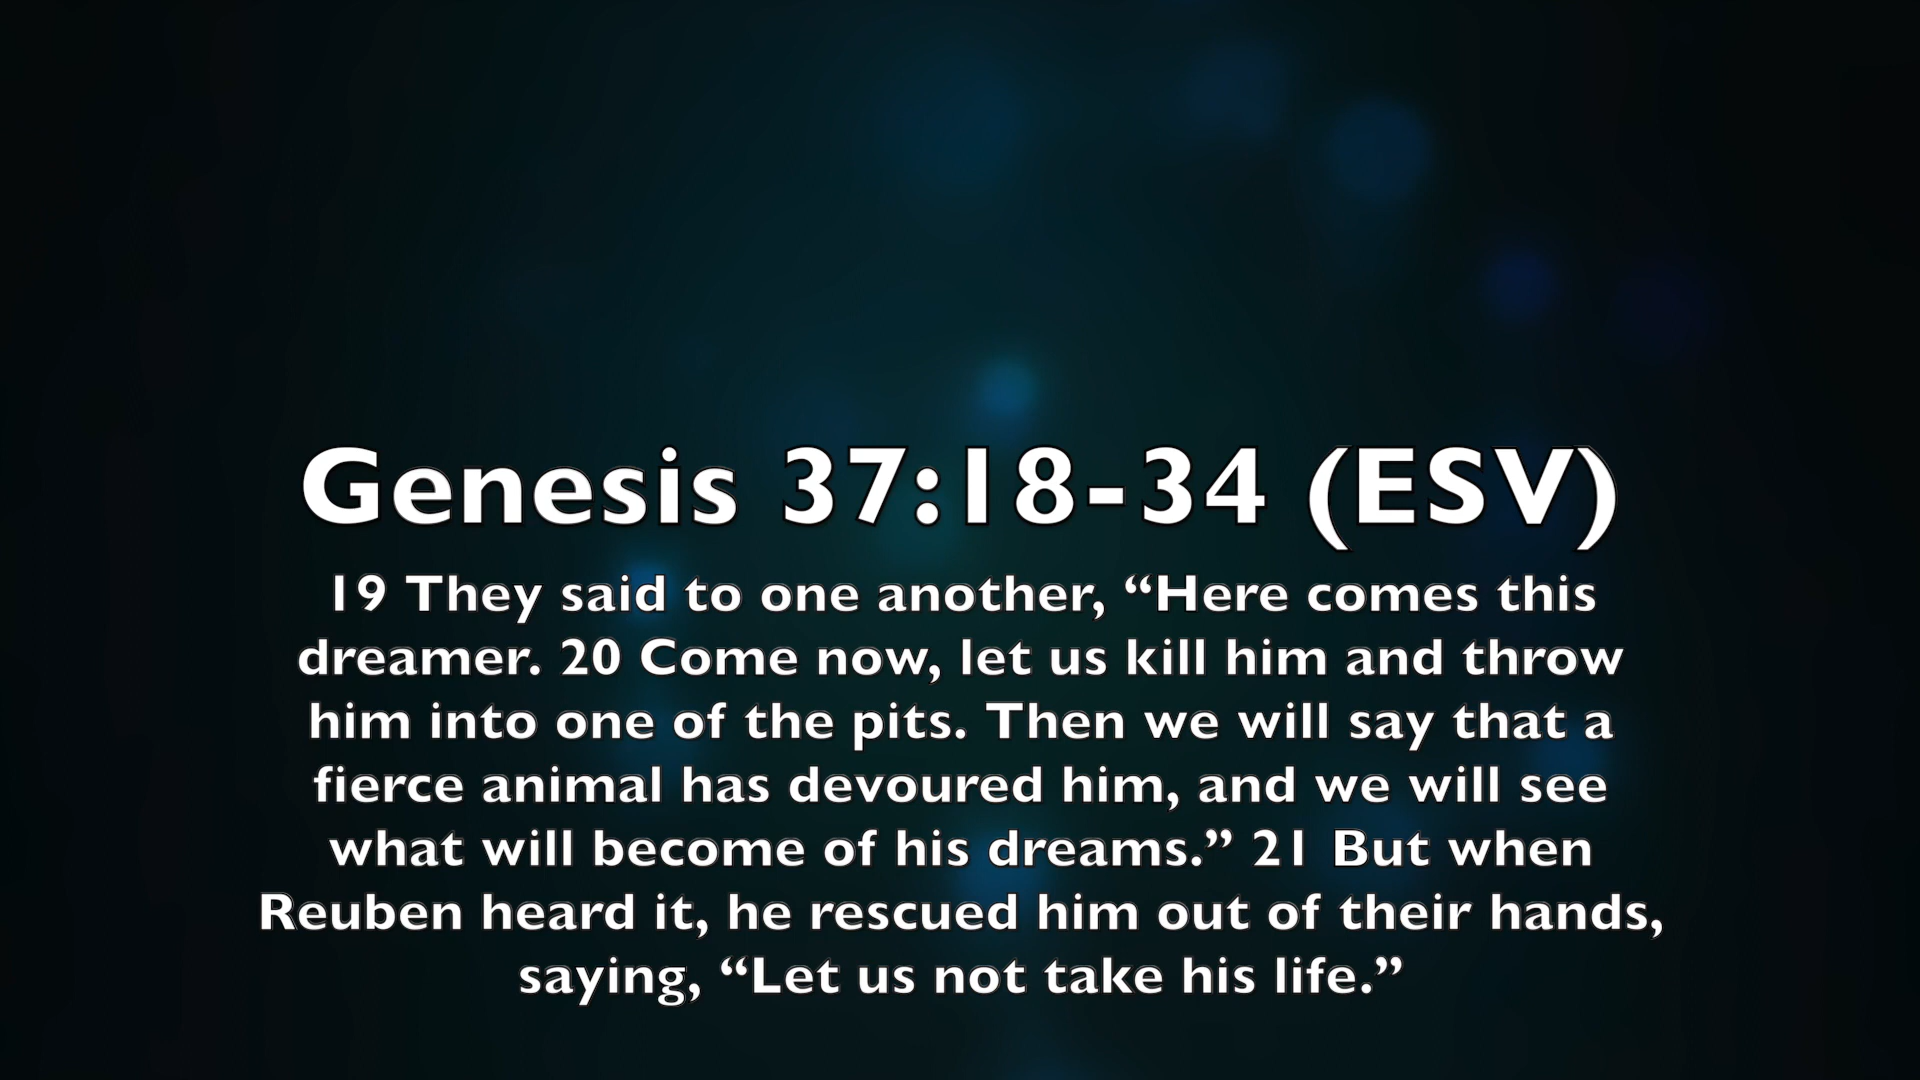 Genesis 37:18-34 (ESV)
19 They said to one another, “Here comes this
dreamer. 20 Come now, let us kill him and throw
him into one of the pits. Then we will say that a
fierce animal has devoured him, and we will see
what will become of his dreams.” 21 But when
Reuben heard it, he rescued him out of their hands,
saying, “Let us not take his life.”